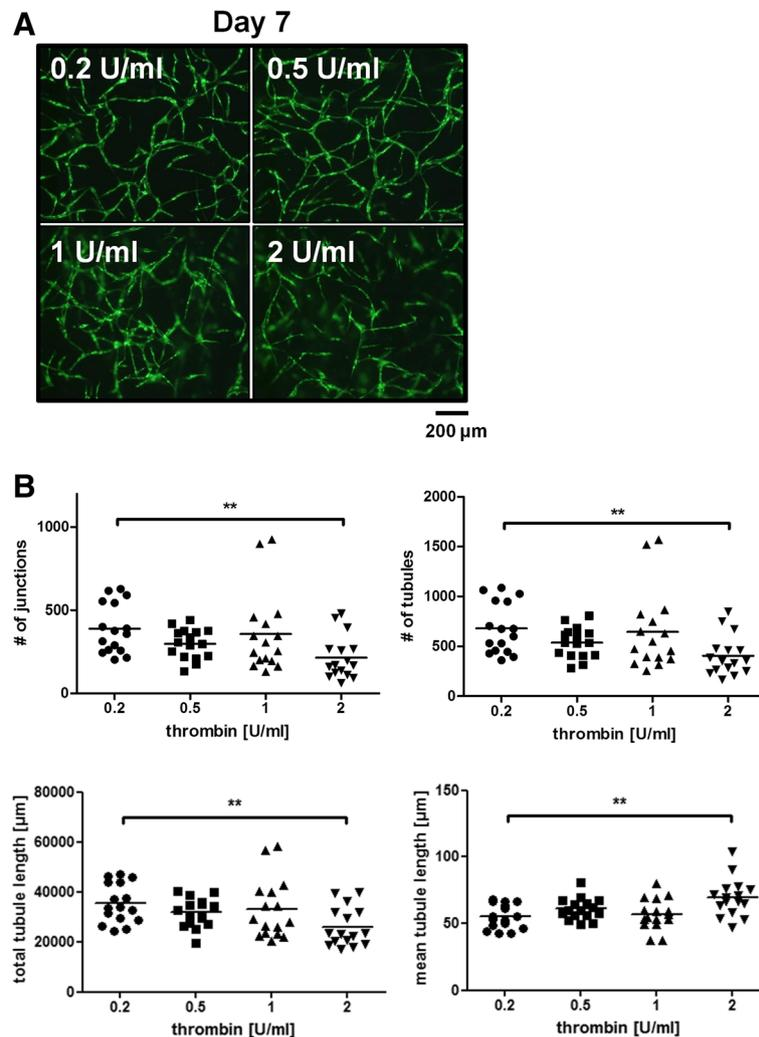 A
Day 7
0.2 U/ml
0.5 U/ml
1 U/ml
2 U/ml
200 µm
B
# of junctions
1000
500
0
**
0.2
0.5
1
2
thrombin [U/ml]
# of tubules
2000
1500
1000
500
0
**
0.2
0.5
1
2
thrombin [U/ml]
total tubule length [µm]
80000
60000
40000
20000
0
**
0.2
0.5
1
2
thrombin [U/ml]
mean tubule length [µm]
150
100
50
0
**
0.2
0.5
1
2
thrombin [U/ml]